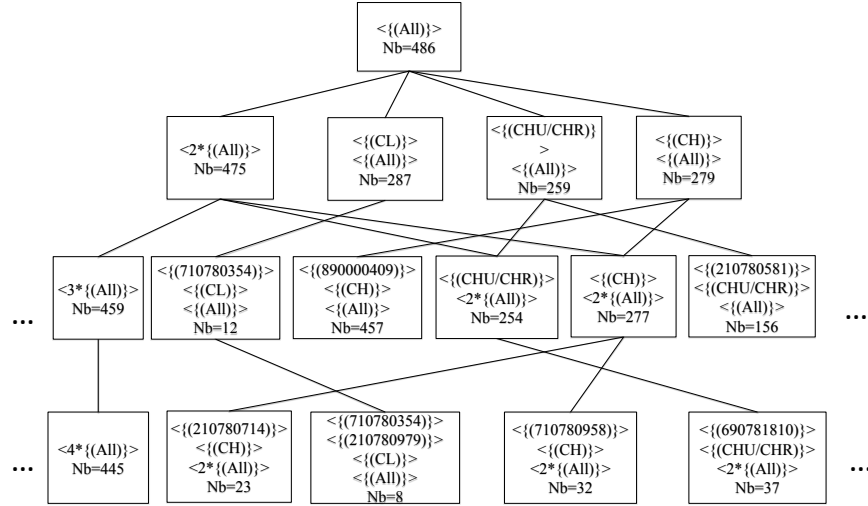 <{(All)}>
Nb=486
<2*{(All)}>
Nb=475
<{(CL)}>
<{(All)}>
Nb=287
<{(CHU/CHR)}
>
<{(All)}>
Nb=259
<{(CH)}>
<{(All)}>
Nb=279
...
<3*{(All)}>
Nb=459
<{(710780354)}>
<{(CL)}>
<{(All)}>
Nb=12
<{(890000409)}>
<{(CH)}>
<{(All)}>
Nb=457
<{(CHU/CHR)}>
<2*{(All)}>
Nb=254
<{(CH)}>
<2*{(All)}>
Nb=277
<{(210780581)}>
<{(CHU/CHR)}>
<{(All)}>
Nb=156
...
...
<4*{(All)}>
Nb=445
<{(210780714)}>
<{(CH)}>
<2*{(All)}>
Nb=23
<{(710780354)}>
<{(210780979)}>
<{(CL)}>
<{(All)}>
Nb=8
<{(710780958)}>
<{(CH)}>
<2*{(All)}>
Nb=32
<{(690781810)}>
<{(CHU/CHR)}>
<2*{(All)}>
Nb=37
...